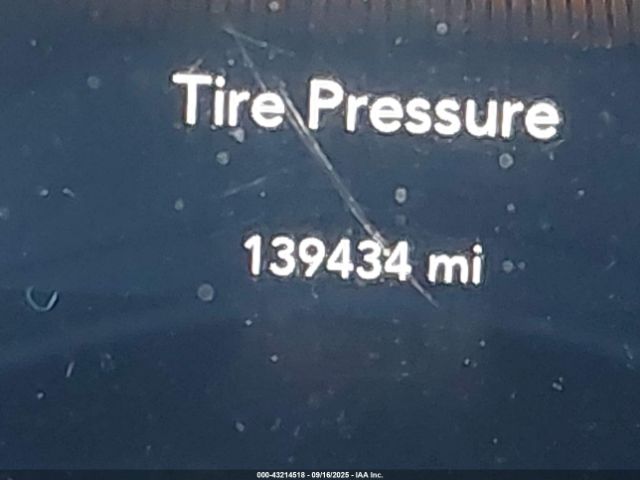 Tire Pressure
139434 mi
000-43214518 - 09/16/2025 - IAA Inc.